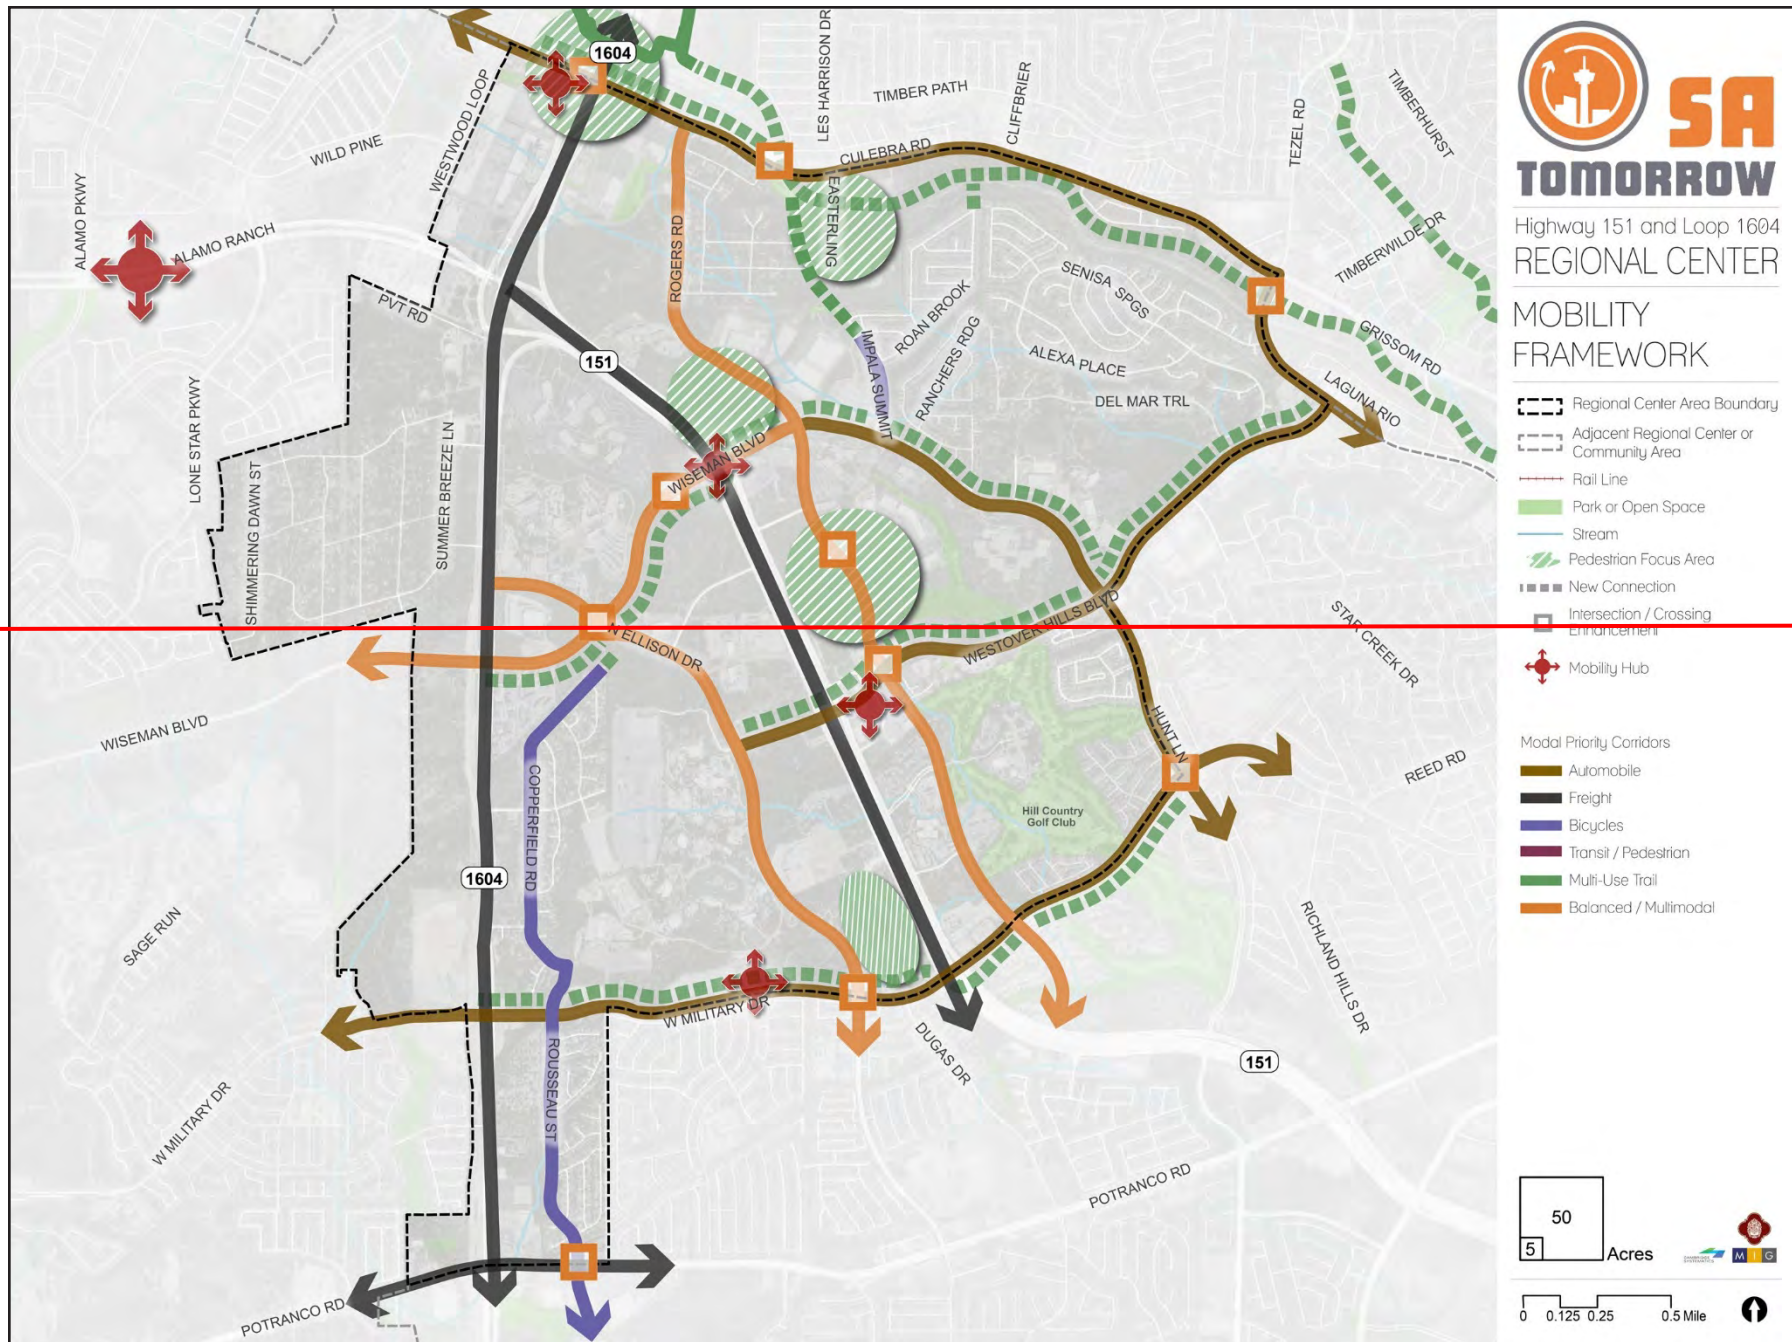 1604
LES HARRISON DR
TIMBER PATH
CLIFFBRIER
TEZEL RD
TIMBERHURST
WESTWOOD LOOP
WILD PINE
CULEBRA RD
ALAMO PKWY
ALAMO RANCH
EASTERLING
ROGERS RD
TIMBERWILDE DR
SENISA SPGS
PVT RD
ROAN BROOK
GRISSOM RD
151
IMPALA SUMMIT
RANCHERS RDG
ALEXA PLACE
LAGUNA RIO
DEL MAR TRL
LONE STAR PKWY
SUMMER BREEZE LN
SHIMMERING DAWN ST
WISEMAN BLVD
WESTOVER HILLS BLVD
STAR CREEK DR
N ELLISON DR
WISEMAN BLVD
HUNT LN
REED RD
COPPERFIELD RD
Hill Country
Golf Club
1604
SAGE RUN
RICHLAND HILLS DR
W MILITARY DR
DUGAS DR
151
ROUSSEAU ST
W MILITARY DR
POTRANCO RD
POTRANCO RD
SA
TOMORROW
Highway 151 and Loop 1604
REGIONAL CENTER
MOBILITY
FRAMEWORK
Regional Center Area Boundary
Adjacent Regional Center or
Community Area
Rail Line
Park or Open Space
Stream
Pedestrian Focus Area
New Connection
Intersection / Crossing
Enhancement
Mobility Hub
Modal Priority Corridors
Automobile
Freight
Bicycles
Transit / Pedestrian
Multi-Use Trail
Balanced / Multimodal
50
5
Acres
M I G
0 0.125 0.25 0.5 Mile